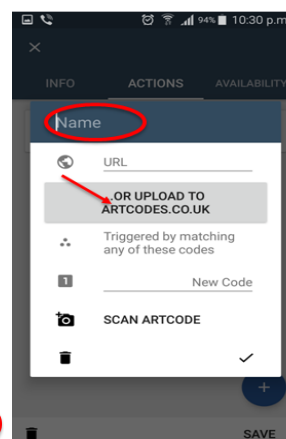 94% 10:30 p.m
INFO ACTIONS AVAILABILITY
Name
URL
..OR UPLOAD TO
ARTCODES.CO.UK
Triggered by matching
any of these codes
1 New Code
SCAN ARTCODE
SAVE